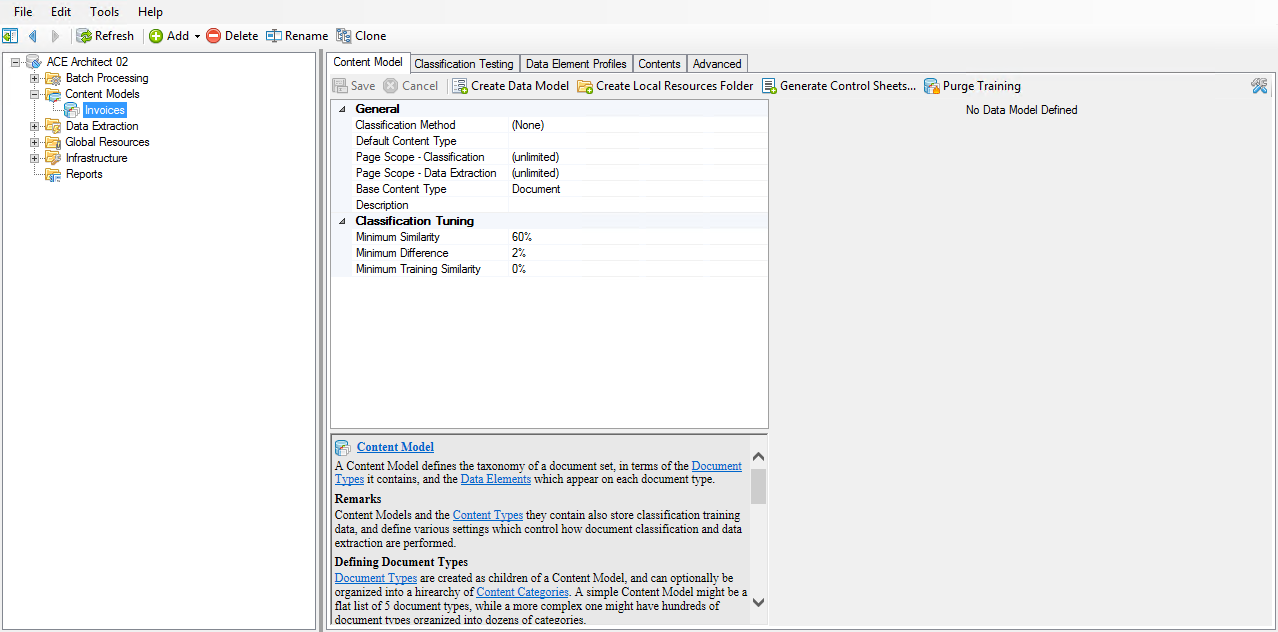 File Edit Tools Help
Refresh Add Delete Rename Clone
ACE Architect 02
Batch Processing
Content Models
Invoices
Data Extraction
Global Resources
Infrastructure
Reports
Content Model Classification Testing Data Element Profiles Contents Advanced
Save Cancel Create Data Model Create Local Resources Folder Generate Control Sheets... Purge Training
General
Classification Method (None)
Default Content Type
Page Scope - Classification (unlimited)
Page Scope - Data Extraction (unlimited)
Base Content Type Document
Description
Classification Tuning
Minimum Similarity 60%
Minimum Difference 2%
Minimum Training Similarity 0%
No Data Model Defined
Content Model
A Content Model defines the taxonomy of a document set, in terms of the Document
Types it contains, and the Data Elements which appear on each document type.
Remarks
Content Models and the Content Types they contain also store classification training
data, and define various settings which control how document classification and data
extraction are performed.
Defining Document Types
Document Types are created as children of a Content Model, and can optionally be
organized into a hirearchy of Content Categories. A simple Content Model might be a
flat list of 5 document types, while a more complex one might have hundreds of
document types organized into dozens of categories.